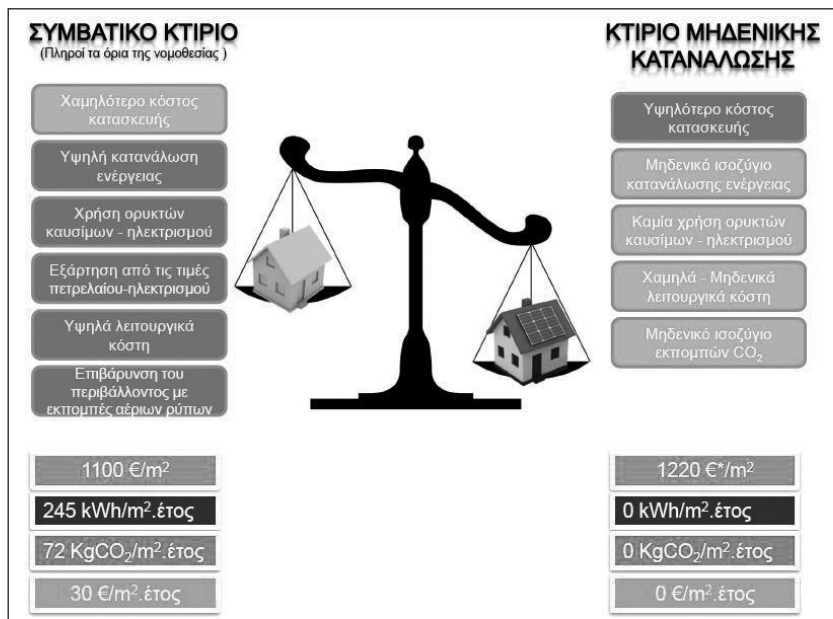 ΣΥΜΒΑΤΙΚΟ ΚΤΙΡΙΟ
(Πληροί τα όρια της νομοθεσίας )
Χαμηλότερο κόστος
κατασκευής
Υψηλή κατανάλωση
ενέργειας
Χρήση ορυκτών
καυσίμων - ηλεκτρισμού
Εξάρτηση από τις τιμές
πετρελαίου-ηλεκτρισμού
Υψηλά λειτουργικά
κόστη
Επιβάρυνση του
περιβάλλοντος με
εκπομπές αέριων ρύπων
1100 €/m²
245 kWh/m².έτος
72 KgCO₂/m².έτος
30 €/m².έτος
ΚΤΙΡΙΟ ΜΗΔΕΝΙΚΗΣ
ΚΑΤΑΝΑΛΩΣΗΣ
Υψηλότερο κόστος
κατασκευής
Μηδενικό ισοζύγιο
κατανάλωσης ενέργειας
Καμία χρήση ορυκτών
καυσίμων - ηλεκτρισμού
Χαμηλά - Μηδενικά
λειτουργικά κόστη
Μηδενικό ισοζύγιο
εκπομπών CO₂
1220 €*/m²
0 kWh/m².έτος
0 KgCO₂/m².έτος
0 €/m².έτος